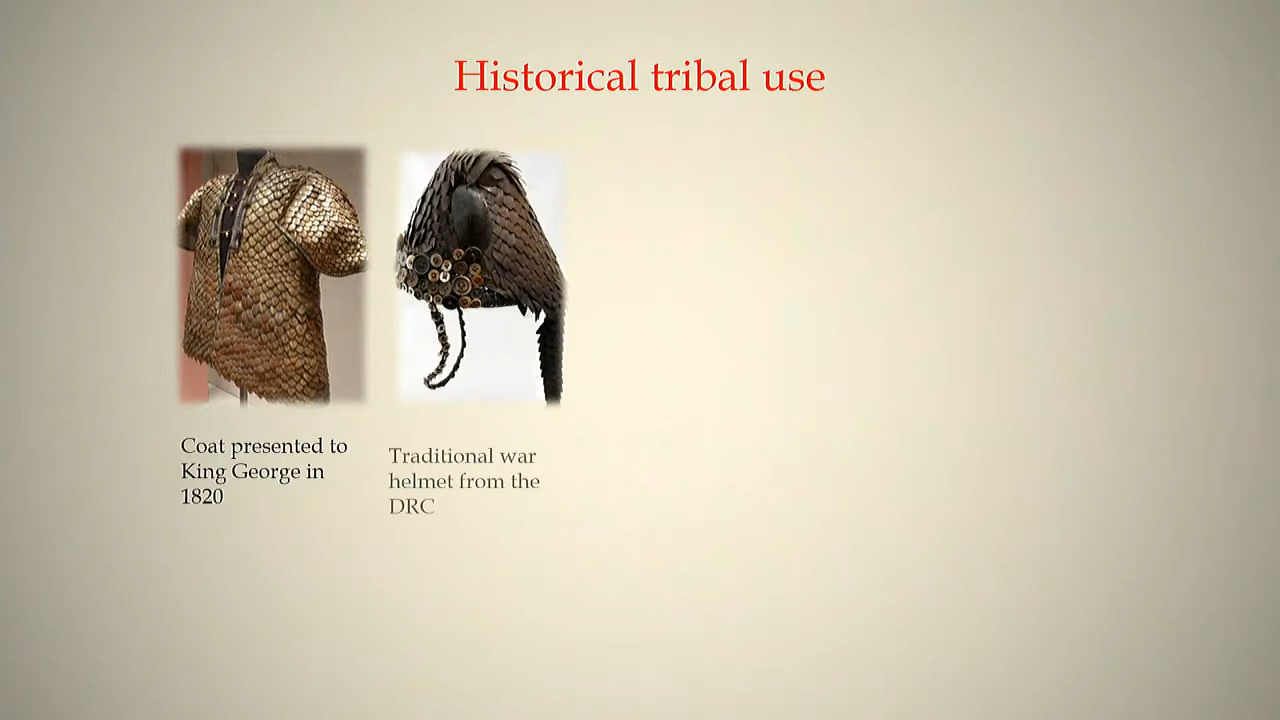 Historical tribal use
Coat presented to
King George in
1820
Traditional war
helmet from the
DRC